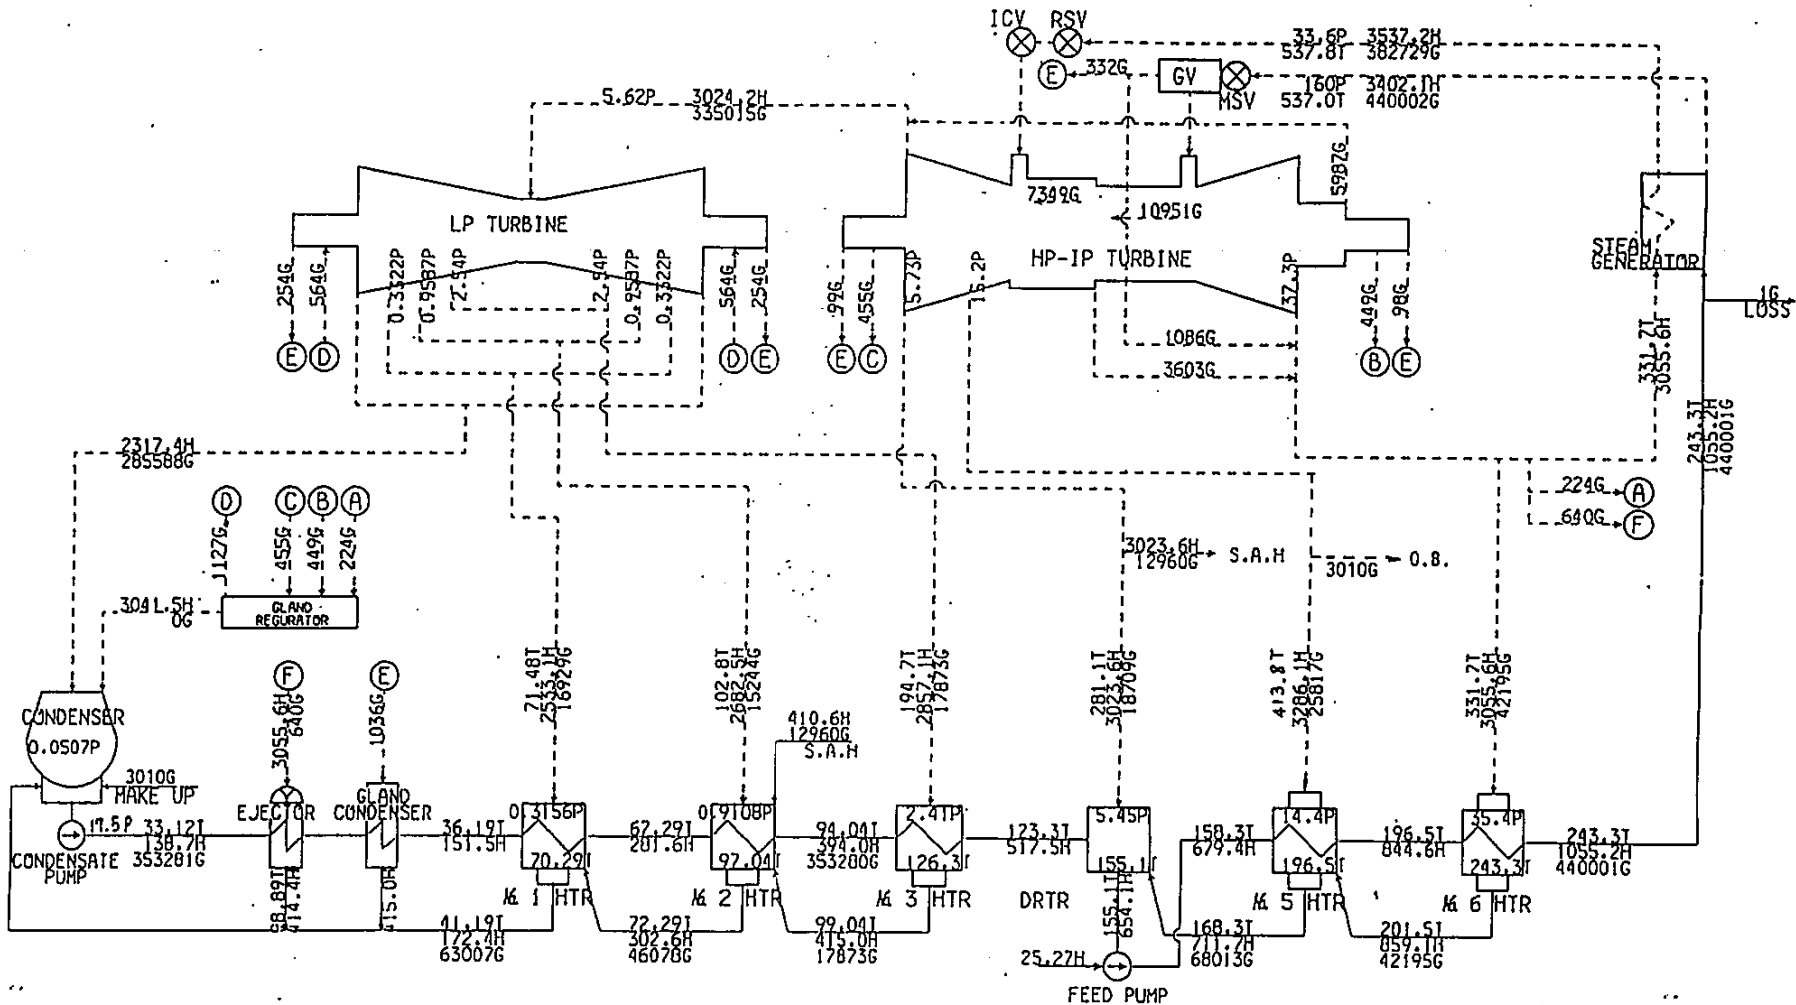 ICV RSV
33.6P 3537.2H
537.8T 382729G
E 332G GV
160P 3402.1H
MSV 537.0T 440002G
5.62P 3024.2H
335015G
5987G
7349G
10951G
LP TURBINE
HP-IP TURBINE
STEAM
GENERATOR
1G
LOSS
254G
564G
0.3322P
0.9587P
2.54P
2.54P
0.9587P
0.3322P
564G
254G
99G
455G
5.73P
15.2P
37.3P
449G
98G
E D D E E C B E
1086G
3603G
331.7T
3055.6H
243.3T
1055.2H
440001G
2317.4H
285588G
D C B A
1127G
455G
449G
224G
224G A
640G F
3023.6H
12960G S.A.H
3010G O.B.
3041.5H
0G
GLAND
REGURATOR
F E
3055.6H
640G
1036G
71.48T
2533.1H
16929G
102.8T
2682.5H
15244G
194.7T
2857.1H
17873G
281.1T
3023.6H
18709G
413.8T
3286.1H
25817G
331.7T
3055.6H
42195G
CONDENSER
0.0507P
410.6H
12960G
S.A.H
3010G
MAKE UP
EJECTOR
GLAND
CONDENSER
0.3156P
0.9108P
2.41P
5.45P
14.4P
35.4P
CONDENSATE
PUMP
33.12T
138.7H
353281G
36.19T
151.5H
62.29T
261.6H
94.04T
394.0H
353280G
123.3T
517.5H
158.3T
679.4H
196.5T
844.6H
243.3T
1055.2H
440001G
70.29T
97.04T
126.3T
155.1T
196.5T
243.3T
414.4H
415.0H
№ 1 HTR
№ 2 HTR
№ 3 HTR
DRTR
№ 5 HTR
№ 6 HTR
155.1T
654.1H
41.19T
172.4H
63007G
72.29T
302.6H
46078G
99.04T
415.0H
17873G
168.3T
711.7H
68013G
201.5T
859.1H
42195G
25.27H
FEED PUMP